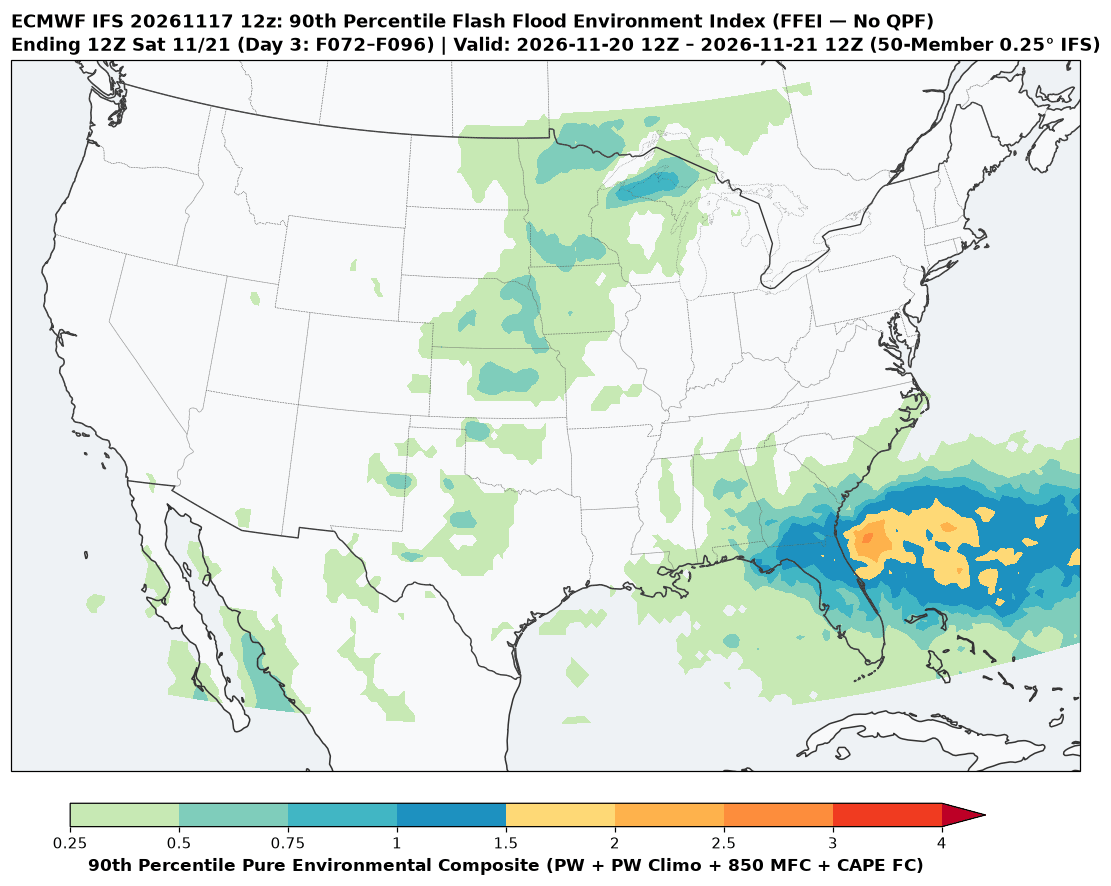 ECMWF IFS 20261117 12z: 90th Percentile Flash Flood Environment Index (FFEI — No QPF)
Ending 12Z Sat 11/21 (Day 3: F072–F096) | Valid: 2026-11-20 12Z – 2026-11-21 12Z (50-Member 0.25° IFS)
0.25 0.5 0.75 1 1.5 2 2.5 3 4
90th Percentile Pure Environmental Composite (PW + PW Climo + 850 MFC + CAPE FC)